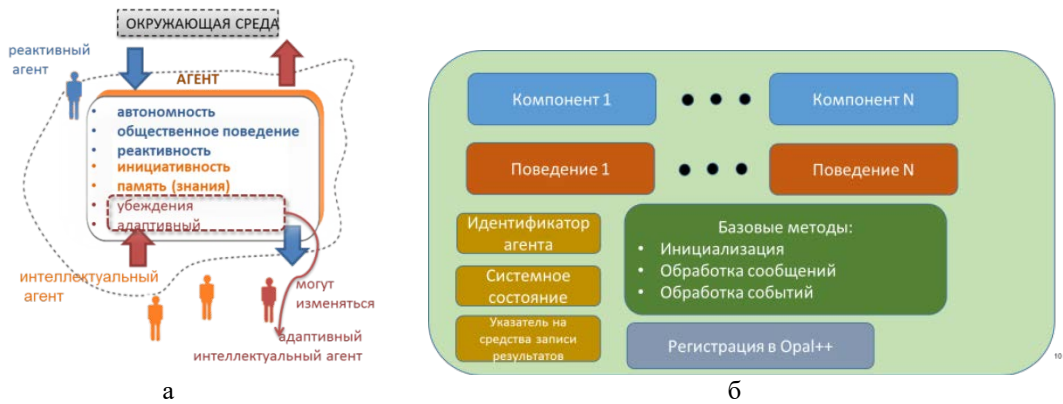 ОКРУЖАЮЩАЯ СРЕДА
реактивный
агент
АГЕНТ
• автономность
• общественное поведение
• реактивность
• инициативность
• память (знания)
• убеждения
• адаптивный
интеллектуальный
агент
могут
изменяться
адаптивный
интеллектуальный агент
а
Компонент 1
Компонент N
Поведение 1
Поведение N
Идентификатор
агента
Системное
состояние
Указатель на
средства записи
результатов
Базовые методы:
• Инициализация
• Обработка сообщений
• Обработка событий
Регистрация в Opal++
10
б